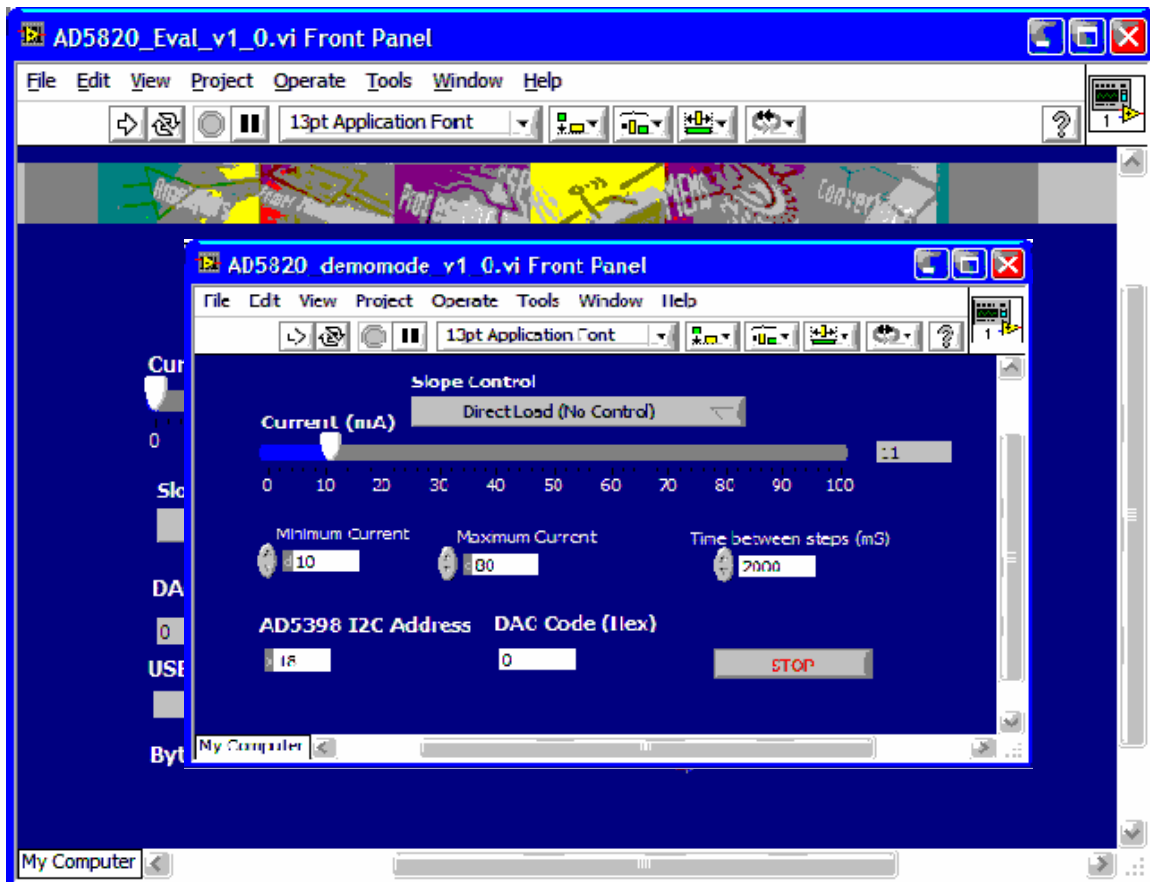 AD5820_Eval_v1_0.vi Front Panel
File Edit View Project Operate Tools Window Help
13pt Application Font
1
AD5820_demomode_v1_0.vi Front Panel
File Edit View Project Operate Tools Window Help
13pt Application Font
1
Slope Control
Direct Load (No Control)
Current (mA)
11
0 10 20 30 40 50 60 70 80 90 100
Minimum Current Maximum Current Time between steps (mS)
d 10 d 80 2000
AD5398 I2C Address DAC Code (Hex)
x 18 0 STOP
My Computer
Cur
0
Slo
DA
0
USB
Byt
My Computer